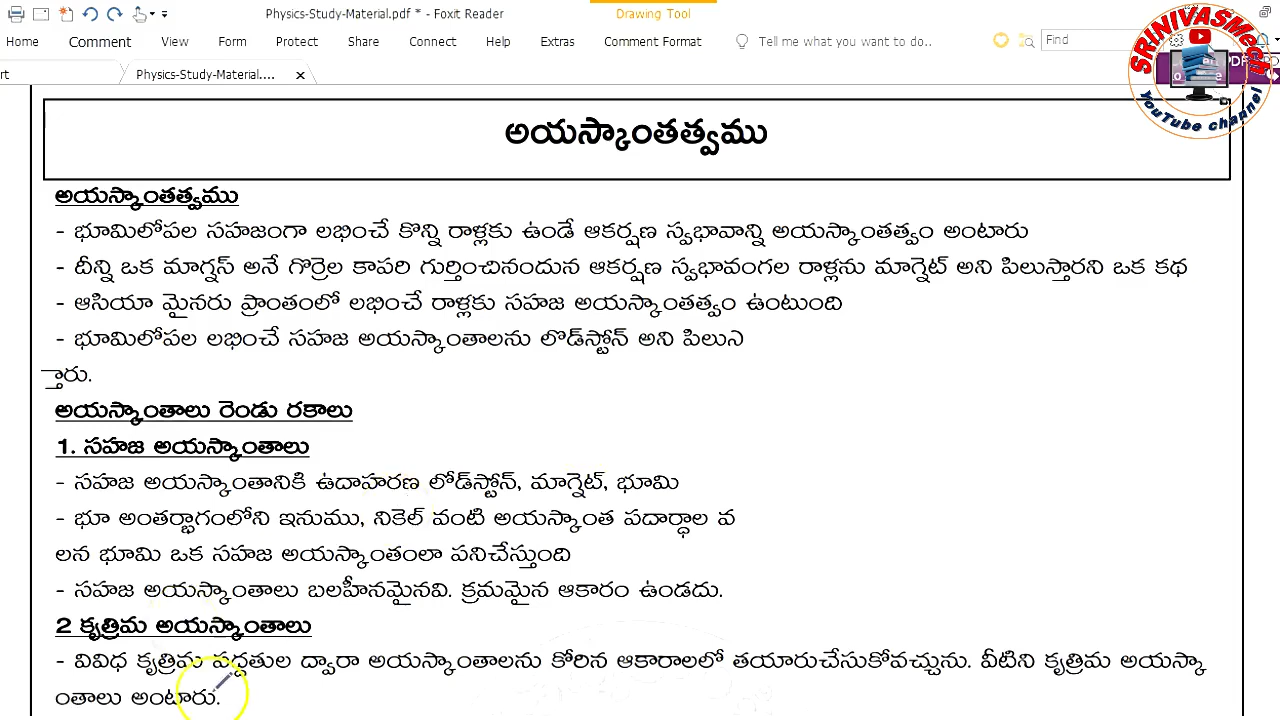 Physics-Study-Material.pdf * - Foxit Reader
Drawing Tool
Home Comment View Form Protect Share Connect Help Extras Comment Format Tell me what you want to do.. Find
rt Physics-Study-Material....
SRINIVASMech
YouTube channel
అయస్కాంతతత్వము
అయస్కాంతతత్వము
- భూమిలోపల సహజంగా లభించే కొన్ని రాళ్లకు ఉండే ఆకర్షణ స్వభావాన్ని అయస్కాంతతత్వం అంటారు
- దీన్ని ఒక మాగ్నస్ అనే గొర్రెల కాపరి గుర్తించినందున ఆకర్షణ స్వభావంగల రాళ్లను మాగ్నెట్ అని పిలుస్తారని ఒక కథ
- ఆసియా మైనరు ప్రాంతంలో లభించే రాళ్లకు సహజ అయస్కాంతతత్వం ఉంటుంది
- భూమిలోపల లభించే సహజ అయస్కాంతాలను లొడ్‌స్టోన్ అని పిలుస
్తారు.
అయస్కాంతాలు రెండు రకాలు
1. సహజ అయస్కాంతాలు
- సహజ అయస్కాంతానికి ఉదాహరణ లోడ్‌స్టోన్, మాగ్నెట్, భూమి
- భూ అంతర్భాగంలోని ఇనుము, నికెల్ వంటి అయస్కాంత పదార్థాల వ
లన భూమి ఒక సహజ అయస్కాంతంలా పనిచేస్తుంది
- సహజ అయస్కాంతాలు బలహీనమైనవి. క్రమమైన ఆకారం ఉండదు.
2 కృత్రిమ అయస్కాంతాలు
- వివిధ కృత్రిమ పద్ధతుల ద్వారా అయస్కాంతాలను కోరిన ఆకారాలలో తయారుచేసుకోవచ్చును. వీటిని కృత్రిమ అయస్కా
ంతాలు అంటారు.